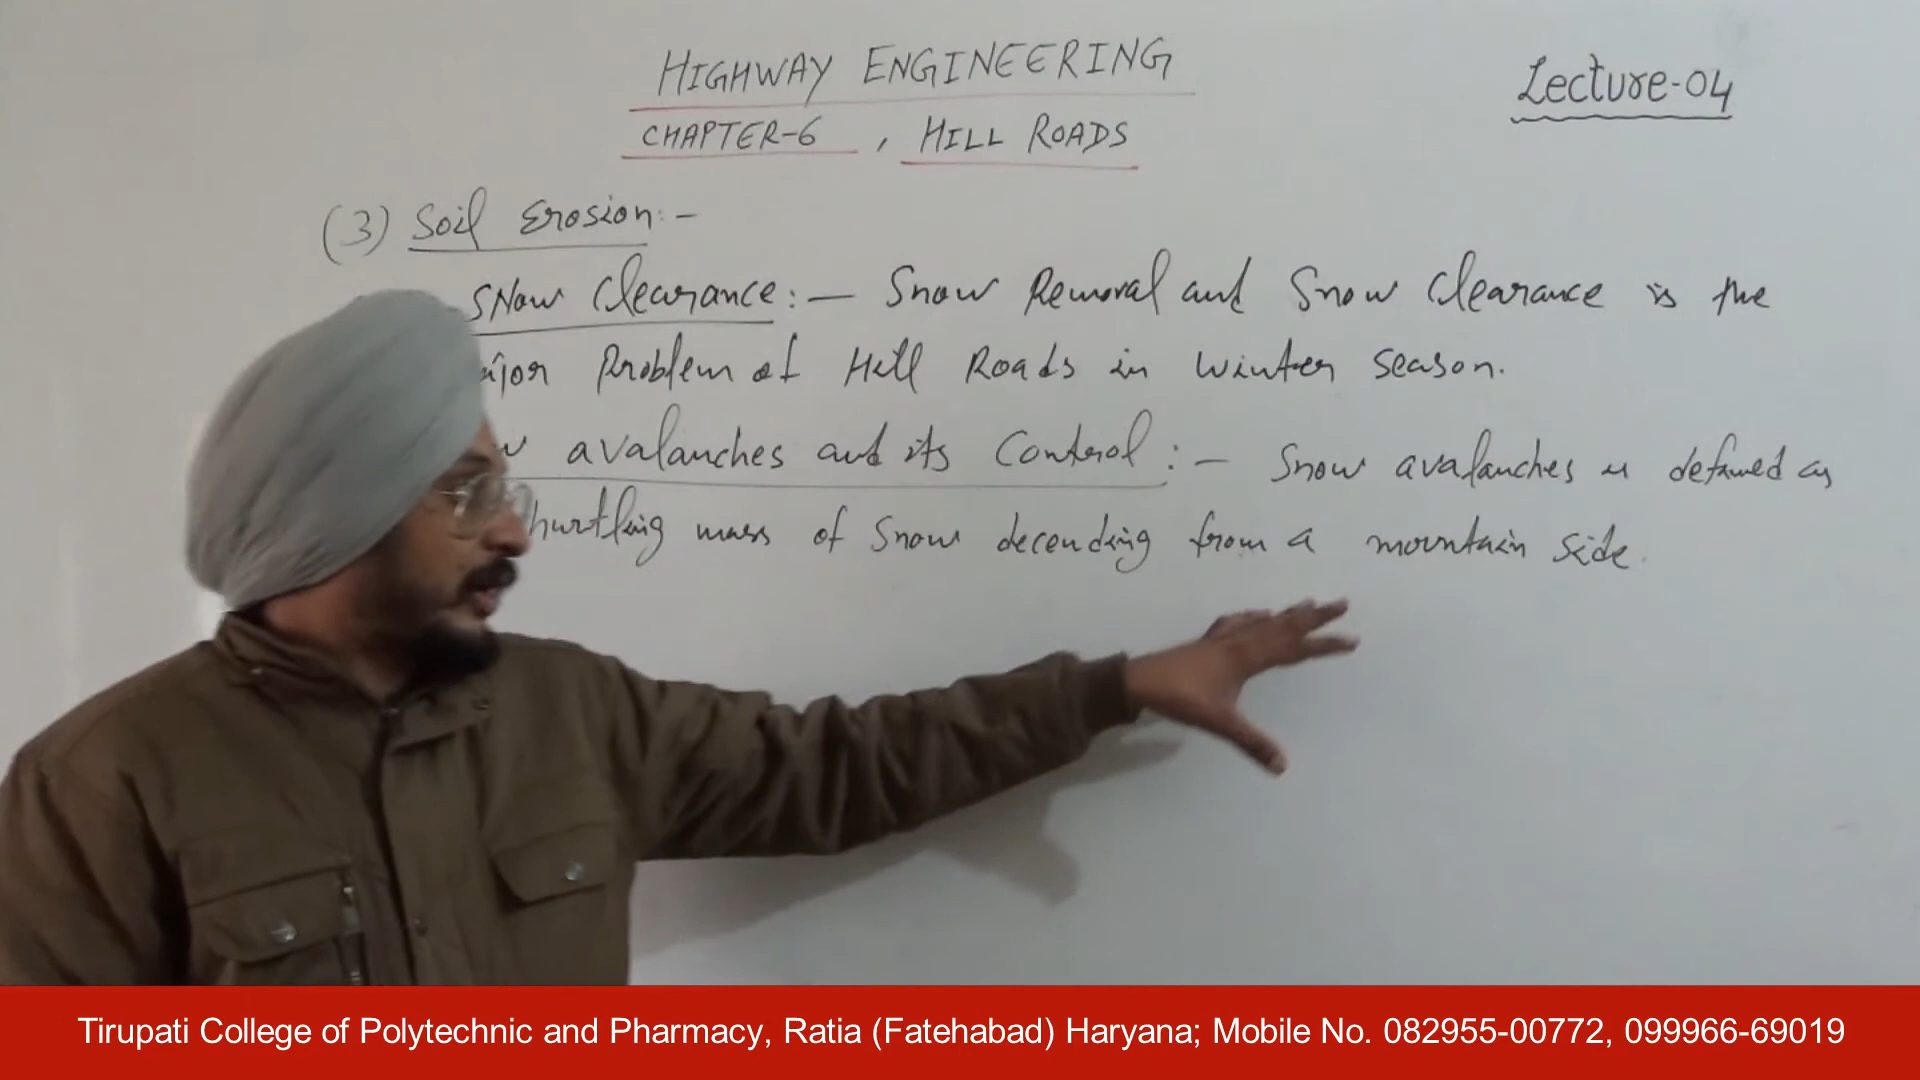 HIGHWAY ENGINEERING
Lecture-04
CHAPTER-6 , HILL ROADS
(3) Soil Erosion:-
SNow Clearance:- Snow Removal and Snow Clearance is the
Problem of Hill Roads in winter season.
avalanches and its Control:- Snow avalanches is defined as
hurtling mass of Snow decending from a mountain side.
Tirupati College of Polytechnic and Pharmacy, Ratia (Fatehabad) Haryana; Mobile No. 082955-00772, 099966-69019